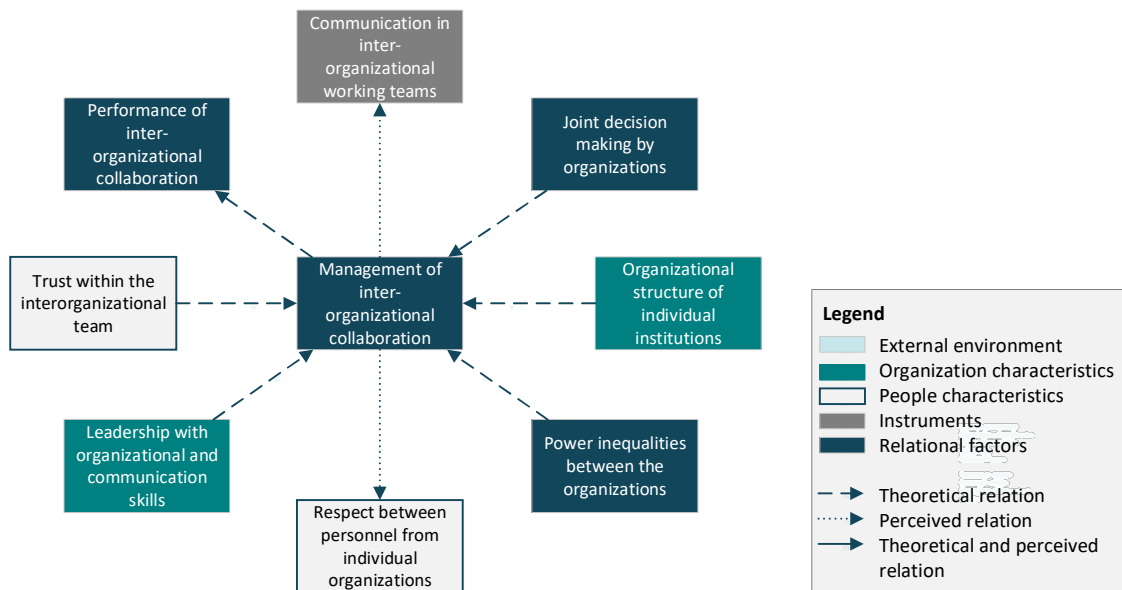 Communication in
inter-
organizational
working teams
Performance of
inter-
organizational
collaboration
Joint decision
making by
organizations
Trust within the
interorganizational
team
Management of
inter-
organizational
collaboration
Organizational
structure of
individual
institutions
Leadership with
organizational and
communication
skills
Power inequalities
between the
organizations
Respect between
personnel from
individual
organizations
Legend
External environment
Organization characteristics
People characteristics
Instruments
Relational factors
Theoretical relation
Perceived relation
Theoretical and perceived
relation